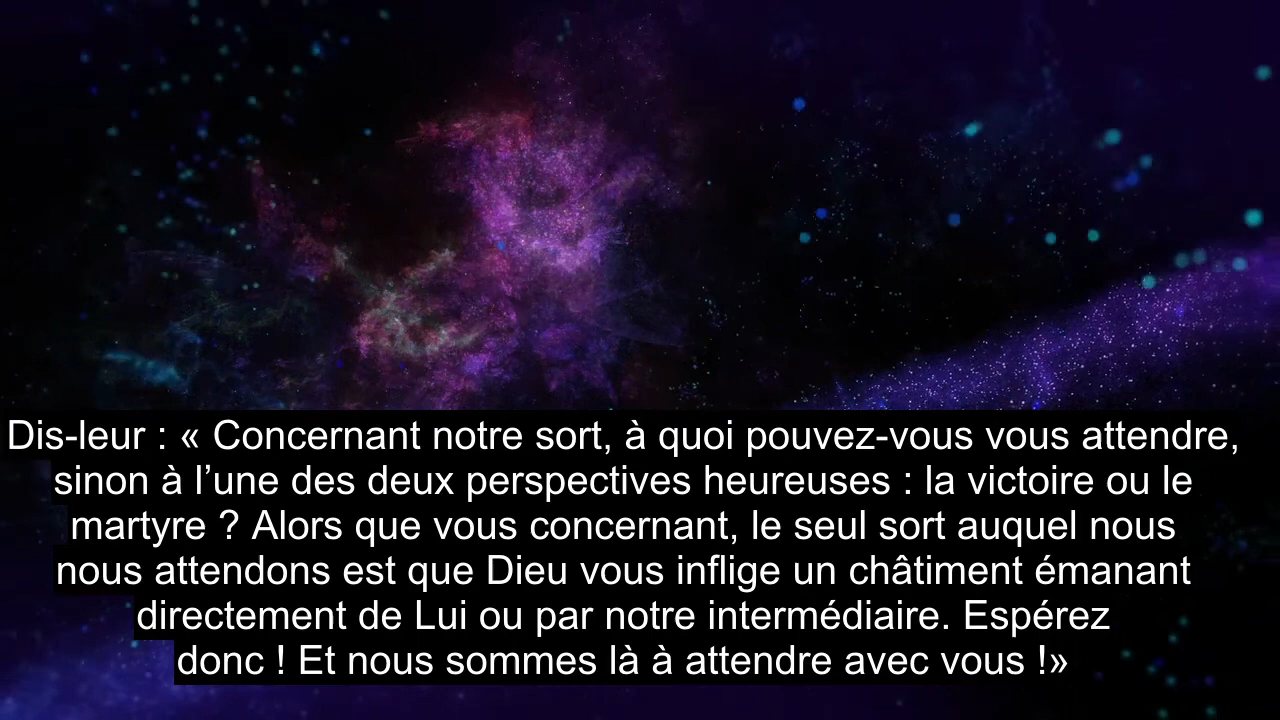 Dis-leur : « Concernant notre sort, à quoi pouvez-vous vous attendre,
sinon à l’une des deux perspectives heureuses : la victoire ou le
martyre ? Alors que vous concernant, le seul sort auquel nous
nous attendons est que Dieu vous inflige un châtiment émanant
directement de Lui ou par notre intermédiaire. Espérez
donc ! Et nous sommes là à attendre avec vous !»